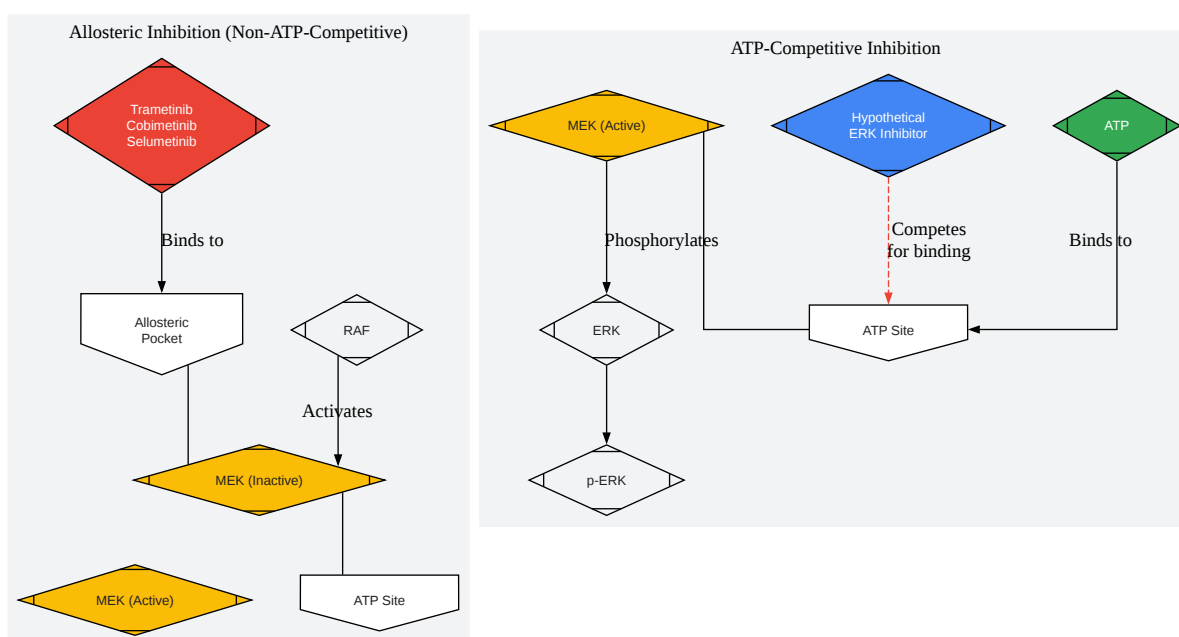 Allosteric Inhibition (Non-ATP-Competitive)
Trametinib
Cobimetinib
Selumetinib
Binds to
Allosteric
Pocket
RAF
Activates
MEK (Inactive)
MEK (Active)
ATP Site
ATP-Competitive Inhibition
MEK (Active)
Hypothetical
ERK Inhibitor
ATP
Phosphorylates
Competes
for binding
Binds to
ERK
ATP Site
p-ERK